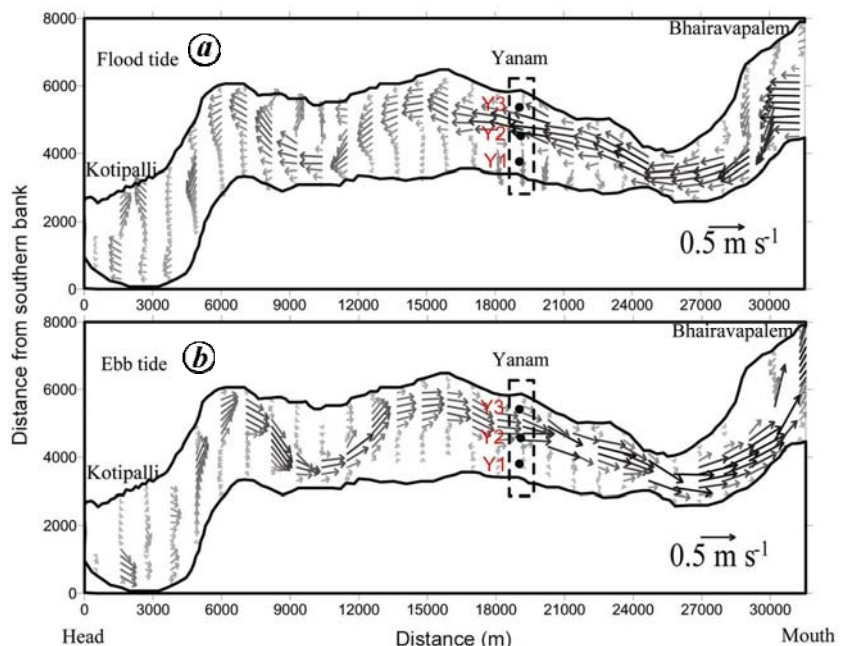 8000
Flood tide
a
Yanam
Bhairavapalem
6000
Y3
Y2
4000
Kotipalli
Y1
2000
0.5 m s-1
0
0 3000 6000 9000 12000 15000 18000 21000 24000 27000 30000
Distance from southern bank
8000
Ebb tide
b
Yanam
Bhairavapalem
6000
Y3
Y2
Kotipalli
4000
Y1
2000
0.5 m s-1
0
0 3000 6000 9000 12000 15000 18000 21000 24000 27000 30000
Head
Distance (m)
Mouth